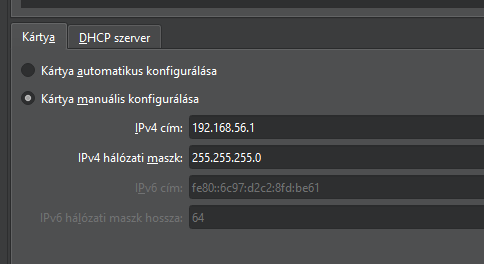 Kártya DHCP szerver
Kártya automatikus konfigurálása
Kártya manuális konfigurálása
IPv4 cím: 192.168.56.1
IPv4 hálózati maszk: 255.255.255.0
IPv6 cím: fe80::6c97:d2c2:8fd:be61
IPv6 hálózati maszk hossza: 64